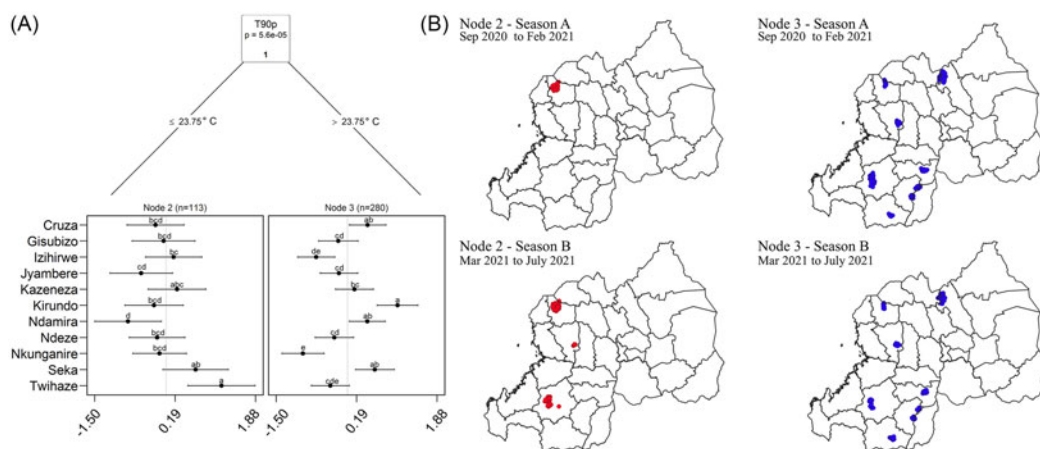 (A)
T90p
p = 5.6e-05
1
≤ 23.75° C
> 23.75° C
Node 2 (n=113)
Node 3 (n=280)
Cruza
bcd
ab
Gisubizo
bcd
cd
Izihirwe
bc
de
Jyambere
cd
cd
Kazeneza
abc
bc
Kirundo
bcd
a
Ndamira
d
ab
Ndeze
bcd
cd
Nkunganire
bcd
e
Seka
ab
ab
Twihaze
a
cde
-1.50
0.19
1.88
-1.50
0.19
1.88
(B)
Node 2 - Season A
Sep 2020 to Feb 2021
Node 3 - Season A
Sep 2020 to Feb 2021
Node 2 - Season B
Mar 2021 to July 2021
Node 3 - Season B
Mar 2021 to July 2021